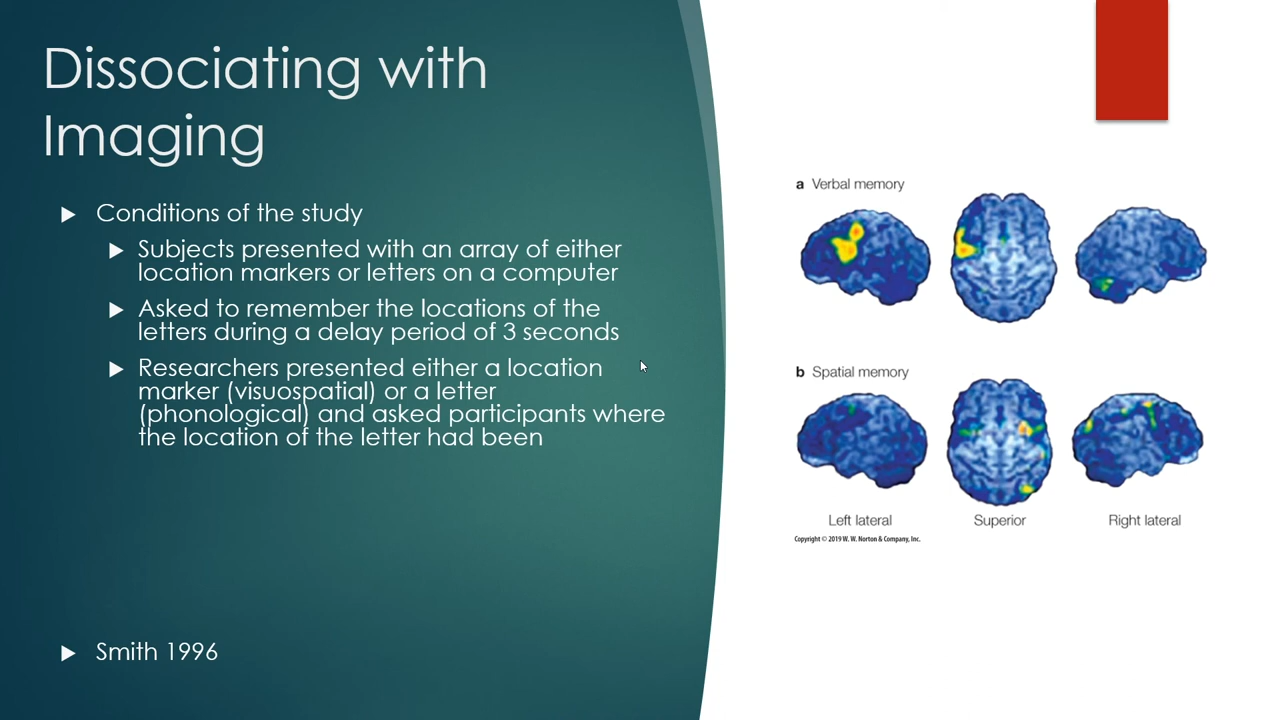 Dissociating with
Imaging
Conditions of the study
Subjects presented with an array of either
location markers or letters on a computer
Asked to remember the locations of the
letters during a delay period of 3 seconds
Researchers presented either a location
marker (visuospatial) or a letter
(phonological) and asked participants where
the location of the letter had been
Smith 1996
a Verbal memory
b Spatial memory
Left lateral
Superior
Right lateral
Copyright © 2019 W. W. Norton & Company, Inc.